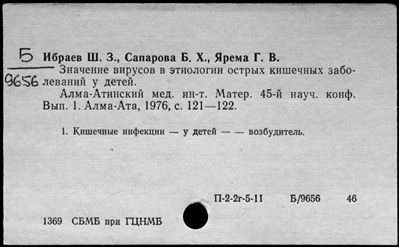 Б
9656
Ибраев Ш. З., Сапарова Б. Х., Ярема Г. В.
Значение вирусов в этиологии острых кишечных забо-
леваний у детей.
Алма-Атинский мед. ин-т. Матер. 45-й науч. конф.
Вып. 1. Алма-Ата, 1976, с. 121—122.
1. Кишечные инфекции — у детей — — возбудитель.
П-2-2г-5-11 Б/9656 46
1369 СБМБ при ГЦНМБ